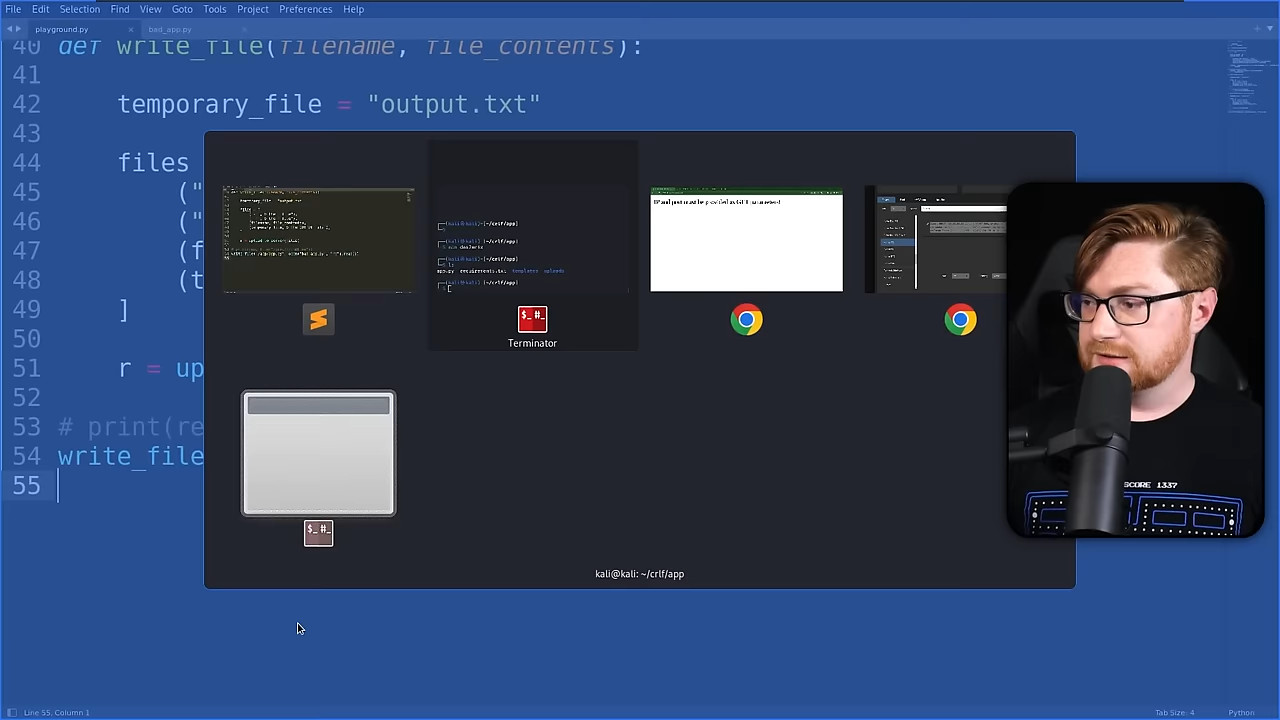 File Edit Selection Find View Goto Tools Project Preferences Help
playground.py
bad_app.py
40 def write_file(filename, file_contents):
41
42 temporary_file = "output.txt"
43
44 files
45 ("
46 ("
47 (f
48 (t
49 ]
50
51 r = up
52
53 # print(re
54 write_file
55
Terminator
kali@kali: ~/crlf/app
SCORE 1337
Line 55, Column 1
Tab Size: 4
Python